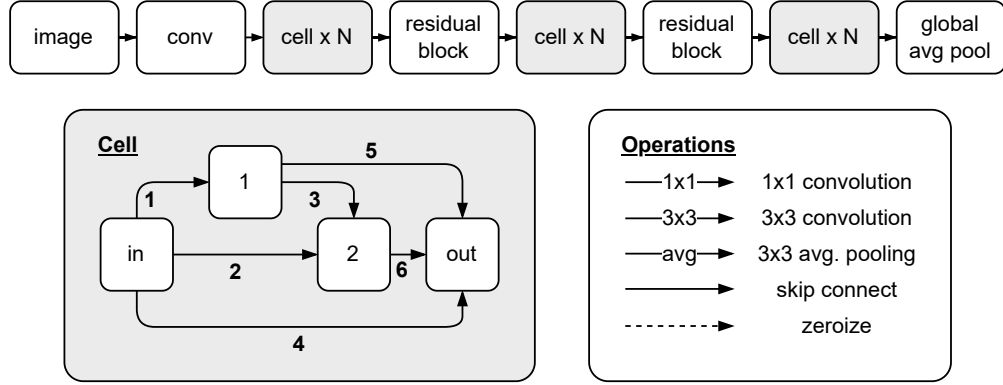 image
conv
cell x N
residual
block
cell x N
residual
block
cell x N
global
avg pool
Cell
1
5
1
3
in
2
2
6
out
4
Operations
1x1 1x1 convolution
3x3 3x3 convolution
avg 3x3 avg. pooling
skip connect
zeroize